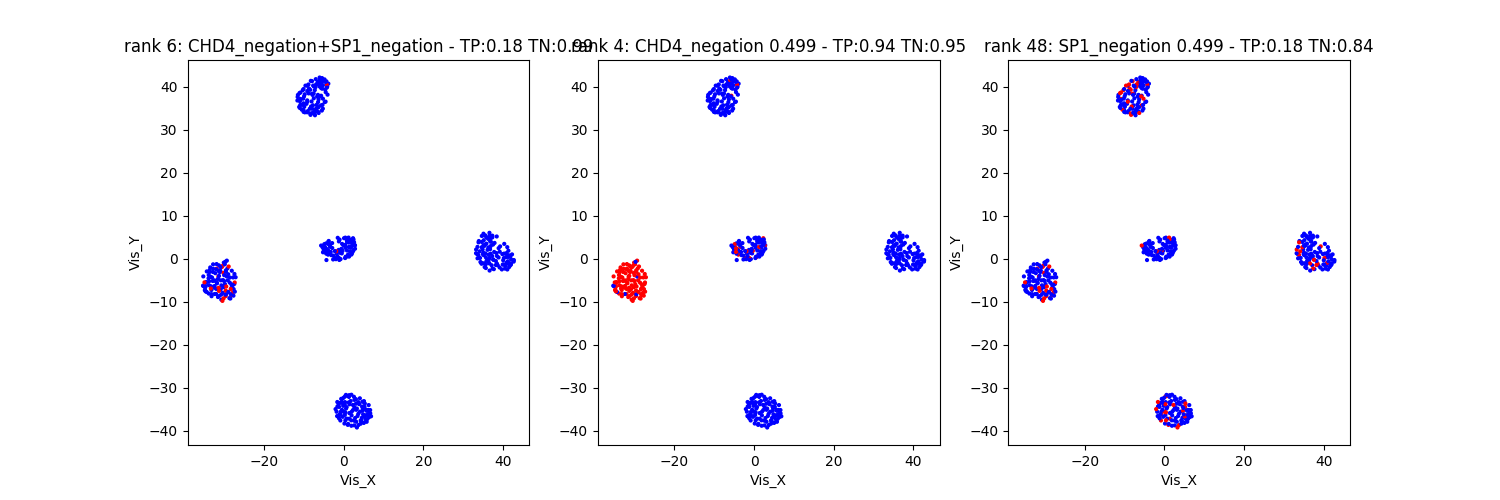 rank 6: CHD4_negation+SP1_negation - TP:0.18 TN:0.99
rank 4: CHD4_negation 0.499 - TP:0.94 TN:0.95
rank 48: SP1_negation 0.499 - TP:0.18 TN:0.84
40
30
20
10
0
−10
−20
−30
−40
Vis_Y
−20 0 20 40
Vis_X
40
30
20
10
0
−10
−20
−30
−40
Vis_Y
−20 0 20 40
Vis_X
40
30
20
10
0
−10
−20
−30
−40
Vis_Y
−20 0 20 40
Vis_X